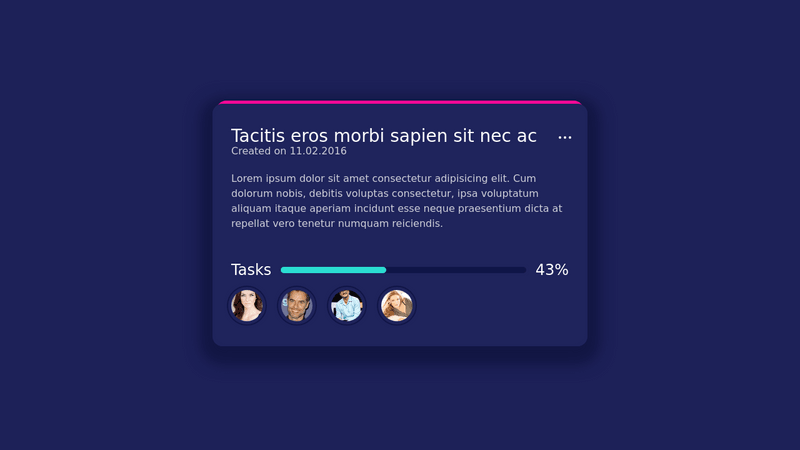 Tacitis eros morbi sapien sit nec ac
Created on 11.02.2016
Lorem ipsum dolor sit amet consectetur adipisicing elit. Cum
dolorum nobis, debitis voluptas consectetur, ipsa voluptatum
aliquam itaque aperiam incidunt esse neque praesentium dicta at
repellat vero tenetur numquam reiciendis.
Tasks 43%